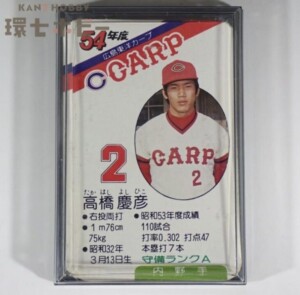 KANKHOBBY
環七ホビー
54年度
広島東洋カープ
C CARP
CARP
2
2
たか はし よし ひこ
高橋慶彦
●右投両打
●1m76cm
75kg
●昭和32年
3月13日生
●昭和53年度成績
110試合
打率0.302 打点47
本塁打7本
守備ランクA
内野手